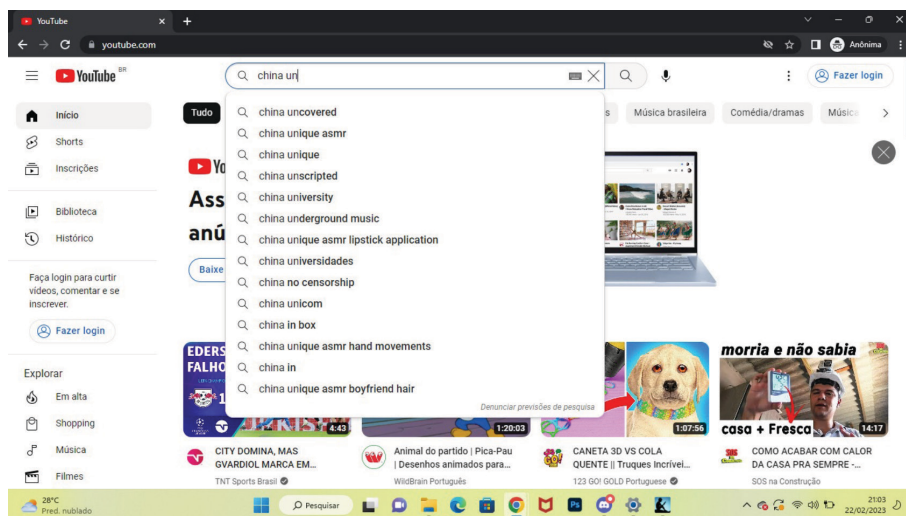 YouTube
youtube.com
Anônima
YouTube BR
china un
Fazer login
Início
Shorts
Inscrições
Biblioteca
Histórico
Faça login para curtir
vídeos, comentar e se
inscrever.
Fazer login
Explorar
Em alta
Shopping
Música
Filmes
Tudo
Música brasileira
Comédia/dramas
Música
china uncovered
china unique asmr
china unique
china unscripted
china university
china underground music
china unique asmr lipstick application
china universidades
china no censorship
china unicom
china in box
china unique asmr hand movements
china in
china unique asmr boyfriend hair
Denunciar previsões de pesquisa
Ass
anú
Baixe
EDERS
FALHO
4:43
CITY DOMINA, MAS
GVARDIOL MARCA EM...
TNT Sports Brasil
1:20:03
Animal do partido | Pica-Pau
| Desenhos animados para...
WildBrain Português
1:07:56
CANETA 3D VS COLA
QUENTE || Truques Incrívei...
123 GO! GOLD Portuguese
morria e não sabia
casa + Fresca
14:17
COMO ACABAR COM CALOR
DA CASA PRA SEMPRE -...
SOS na Construção
28°C
Pred. nublado
Pesquisar
21:03
22/02/2023